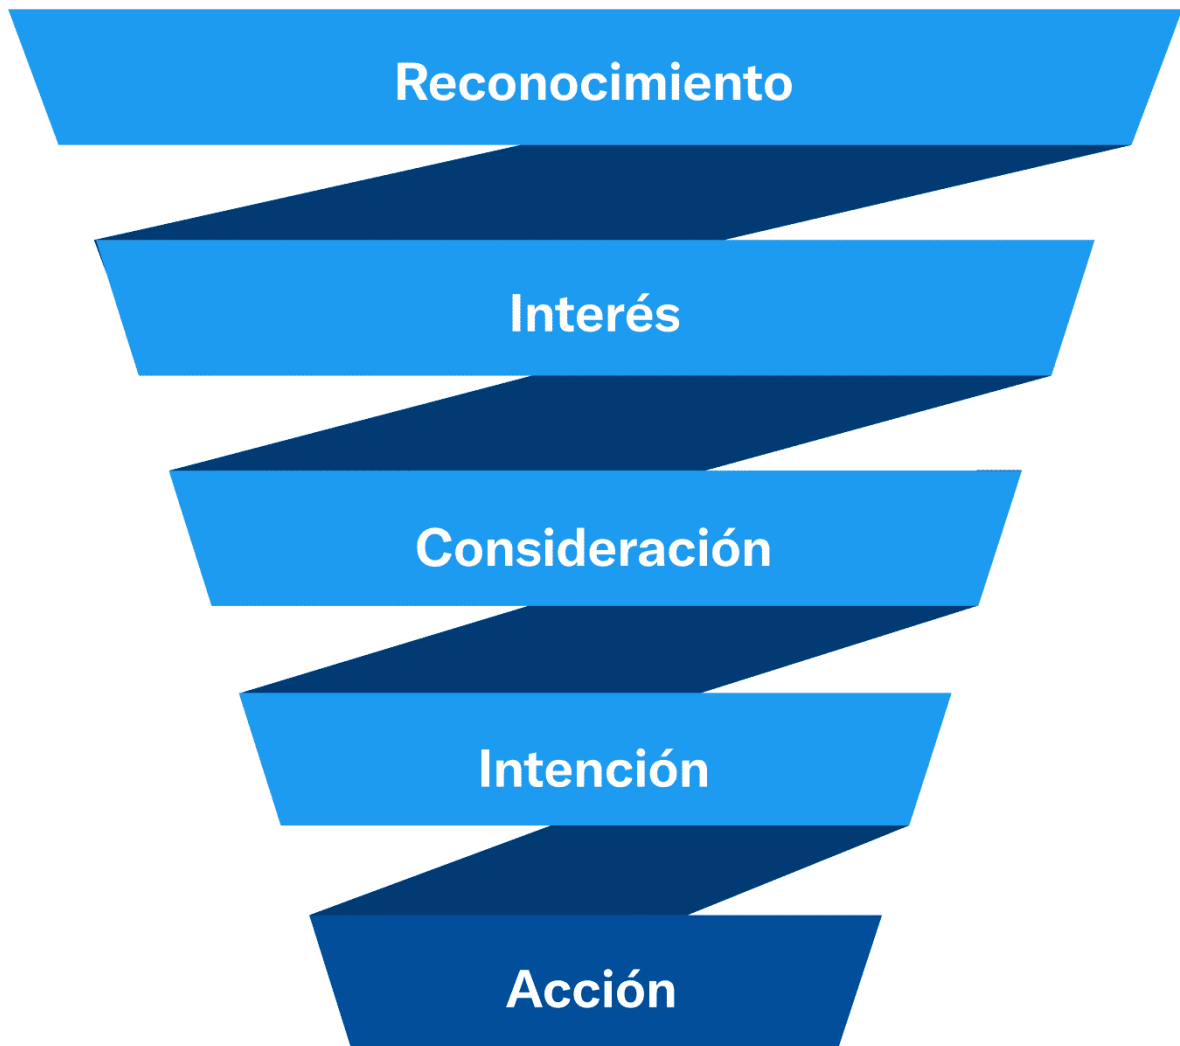 Reconocimiento
Interés
Consideración
Intención
Acción